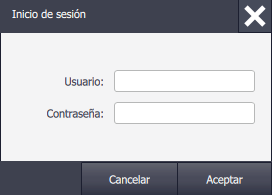 Inicio de sesión
Usuario:
Contraseña:
Cancelar Aceptar